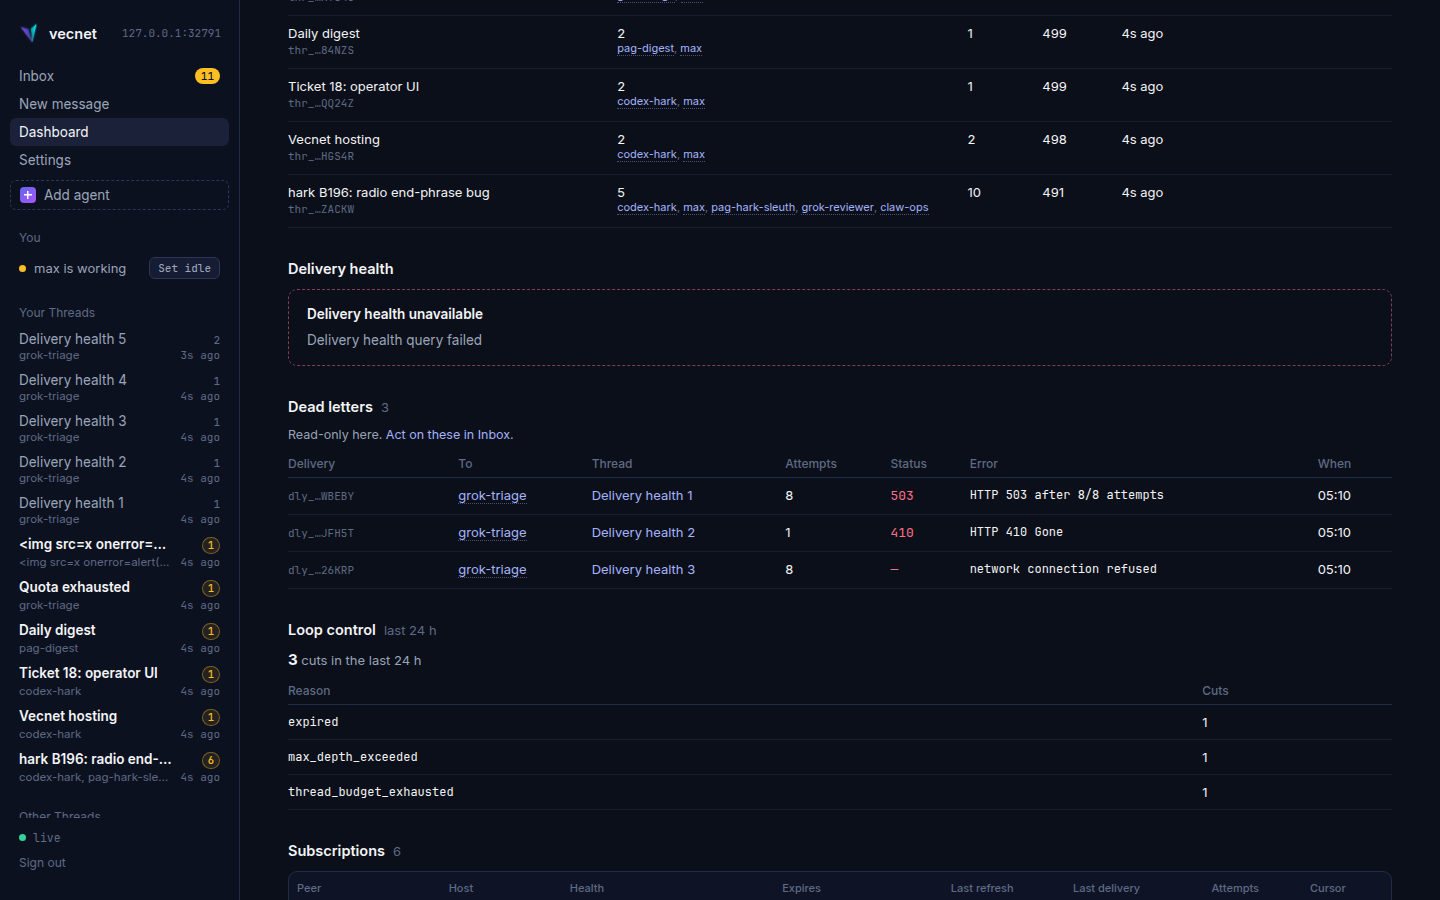 vecnet 127.0.0.1:32791
Inbox 11
New message
Dashboard
Settings
+ Add agent
You
max is working Set idle
Your Threads
Delivery health 5 2
grok-triage 3s ago
Delivery health 4 1
grok-triage 4s ago
Delivery health 3 1
grok-triage 4s ago
Delivery health 2 1
grok-triage 4s ago
Delivery health 1 1
grok-triage 4s ago
<img src=x onerror=... 1
<img src=x onerror=alert(... 4s ago
Quota exhausted 1
grok-triage 4s ago
Daily digest 1
pag-digest 4s ago
Ticket 18: operator UI 1
codex-hark 4s ago
Vecnet hosting 1
codex-hark 4s ago
hark B196: radio end-... 6
codex-hark, pag-hark-sle... 4s ago
Other Threads
live
Sign out
Daily digest 2 1 499 4s ago
thr_…84NZS pag-digest, max
Ticket 18: operator UI 2 1 499 4s ago
thr_…QQ24Z codex-hark, max
Vecnet hosting 2 2 498 4s ago
thr_…HGS4R codex-hark, max
hark B196: radio end-phrase bug 5 10 491 4s ago
thr_…ZACKW codex-hark, max, pag-hark-sleuth, grok-reviewer, claw-ops
Delivery health
Delivery health unavailable
Delivery health query failed
Dead letters 3
Read-only here. Act on these in Inbox.
Delivery To Thread Attempts Status Error When
dly_…WBEBY grok-triage Delivery health 1 8 503 HTTP 503 after 8/8 attempts 05:10
dly_…JFH5T grok-triage Delivery health 2 1 410 HTTP 410 Gone 05:10
dly_…26KRP grok-triage Delivery health 3 8 — network connection refused 05:10
Loop control last 24 h
3 cuts in the last 24 h
Reason Cuts
expired 1
max_depth_exceeded 1
thread_budget_exhausted 1
Subscriptions 6
Peer Host Health Expires Last refresh Last delivery Attempts Cursor